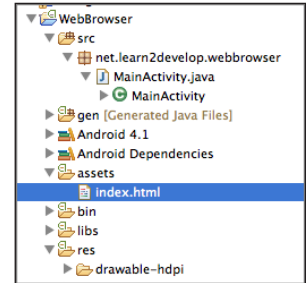 WebBrowser
src
net.learn2develop.webbrowser
MainActivity.java
MainActivity
gen [Generated Java Files]
Android 4.1
Android Dependencies
assets
index.html
bin
libs
res
drawable-hdpi